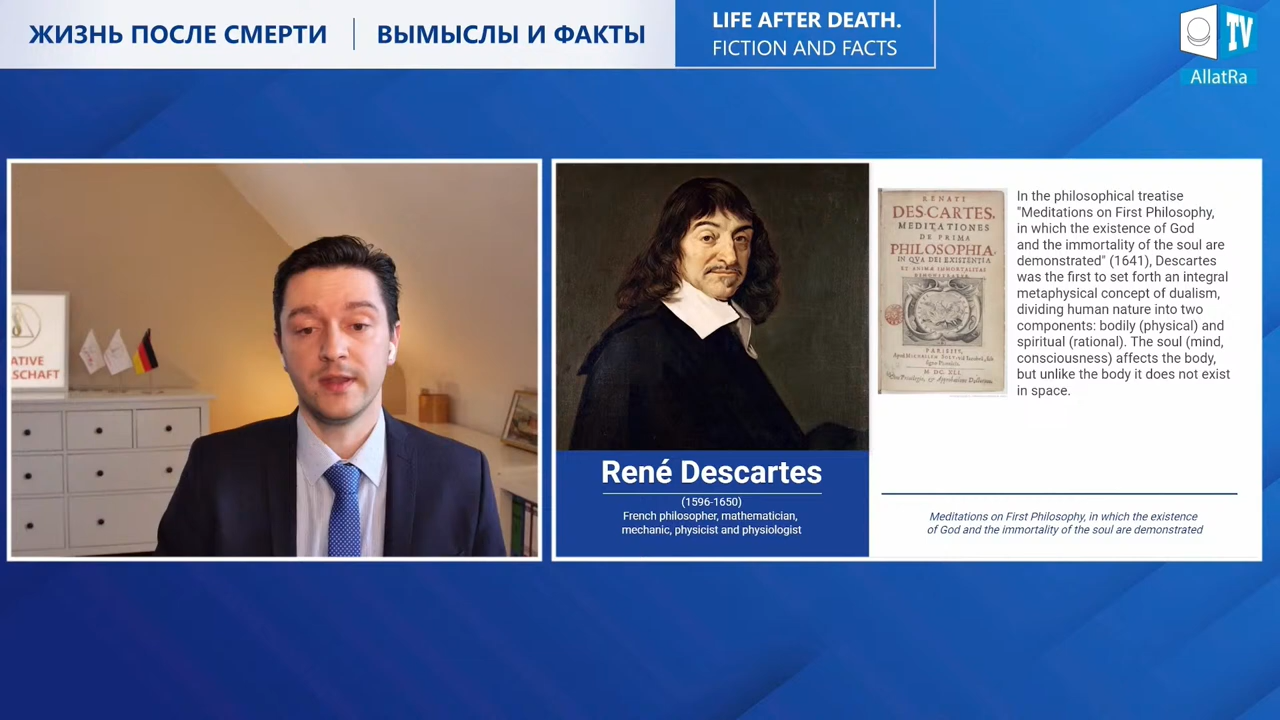 ЖИЗНЬ ПОСЛЕ СМЕРТИ
ВЫМЫСЛЫ И ФАКТЫ
LIFE AFTER DEATH.
FICTION AND FACTS
TV
AllatRa
ATIVE
LSCHAFT
René Descartes
(1596-1650)
French philosopher, mathematician,
mechanic, physicist and physiologist
RENATI
DES-CARTES,
MEDITATIONES
DE PRIMA
PHILOSOPHIA,
IN QVA DEI EXISTENTIA
ET ANIMÆ IMMORTALITAS
PARISIIS,
M DC XLI.
In the philosophical treatise
"Meditations on First Philosophy,
in which the existence of God
and the immortality of the soul are
demonstrated" (1641), Descartes
was the first to set forth an integral
metaphysical concept of dualism,
dividing human nature into two
components: bodily (physical) and
spiritual (rational). The soul (mind,
consciousness) affects the body,
but unlike the body it does not exist
in space.
Meditations on First Philosophy, in which the existence
of God and the immortality of the soul are demonstrated